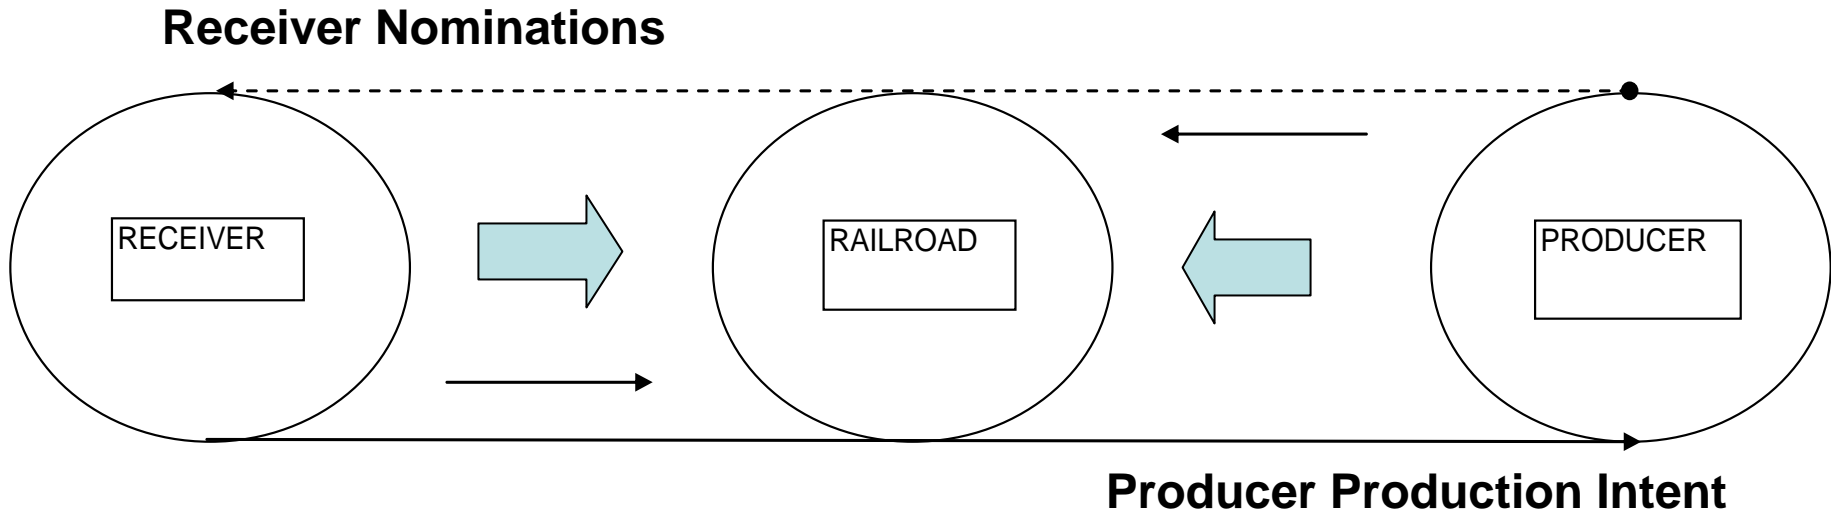 Receiver Nominations
RECEIVER
RAILROAD
PRODUCER
Producer Production Intent